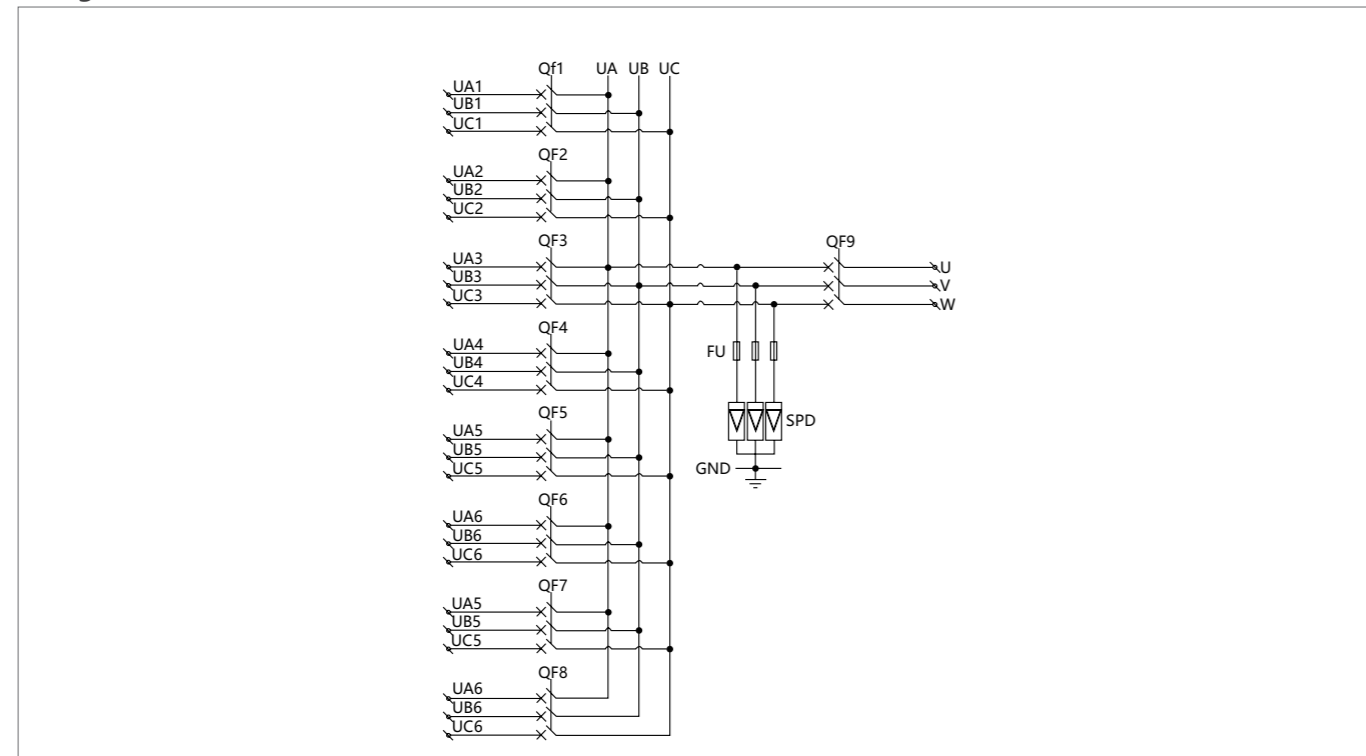 Qf1 UA UB UC
UA1
UB1
UC1
QF2
UA2
UB2
UC2
QF3
UA3
UB3
UC3
QF9
U
V
W
QF4
UA4
UB4
UC4
FU
QF5
UA5
UB5
UC5
SPD
GND
QF6
UA6
UB6
UC6
QF7
UA5
UB5
UC5
QF8
UA6
UB6
UC6